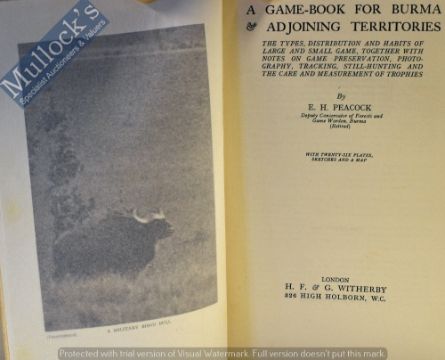 Mullock's
Specialist Auctioneers & Valuers
A SOLITARY BISON BULL
[Frontispiece
A GAME-BOOK FOR BURMA
& ADJOINING TERRITORIES
THE TYPES, DISTRIBUTION AND HABITS OF
LARGE AND SMALL GAME, TOGETHER WITH
NOTES ON GAME PRESERVATION, PHOTO-
GRAPHY, TRACKING, STILL-HUNTING AND
THE CARE AND MEASUREMENT OF TROPHIES
By
E. H. PEACOCK
Deputy Conservator of Forests and
Game Warden, Burma
(Retired)
WITH TWENTY-SIX PLATES,
SKETCHES AND A MAP
LONDON
H. F. & G. WITHERBY
326 HIGH HOLBORN, W.C.
Protected with trial version of Visual Watermark. Full version doesn't put this mark.